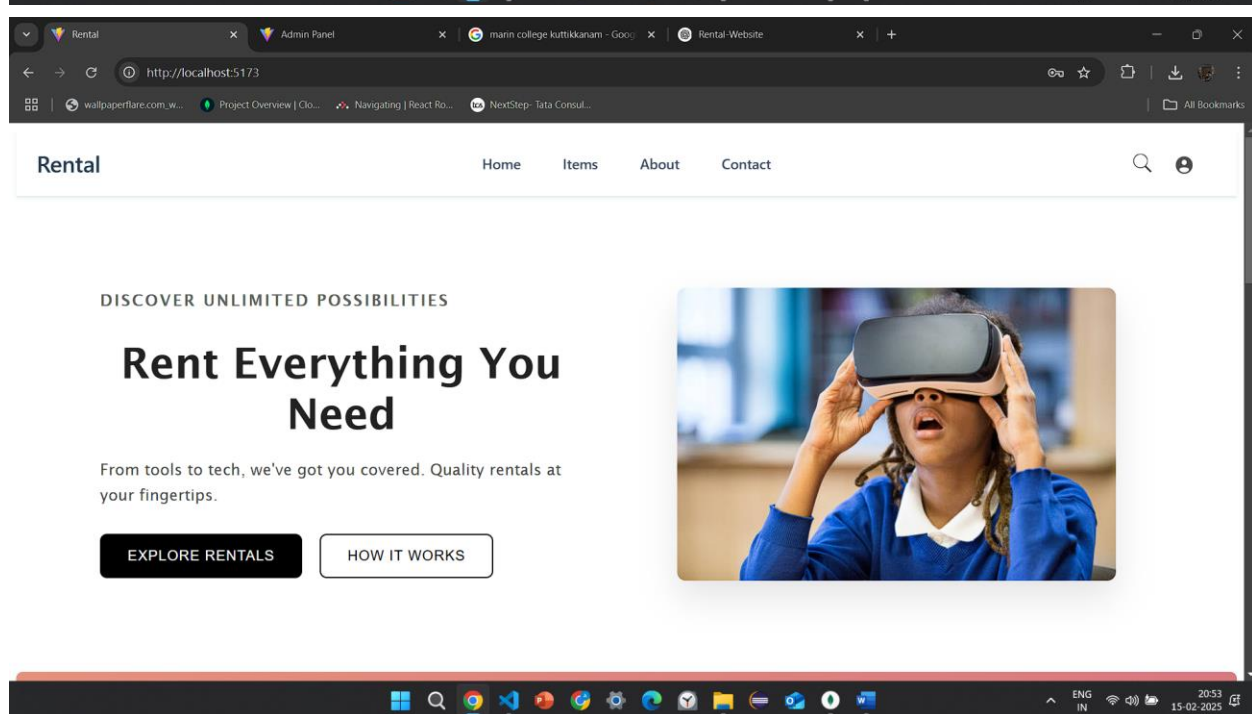 Rental
Admin Panel
marin college kuttikkanam - Goog
Rental-Website
http://localhost:5173
wallpaperflare.com_w...
Project Overview | Clo...
Navigating | React Ro...
tcs
NextStep- Tata Consul...
All Bookmarks
Rental
Home Items About Contact
DISCOVER UNLIMITED POSSIBILITIES
Rent Everything You
Need
From tools to tech, we've got you covered. Quality rentals at
your fingertips.
EXPLORE RENTALS
HOW IT WORKS
ENG
IN
20:53
15-02-2025